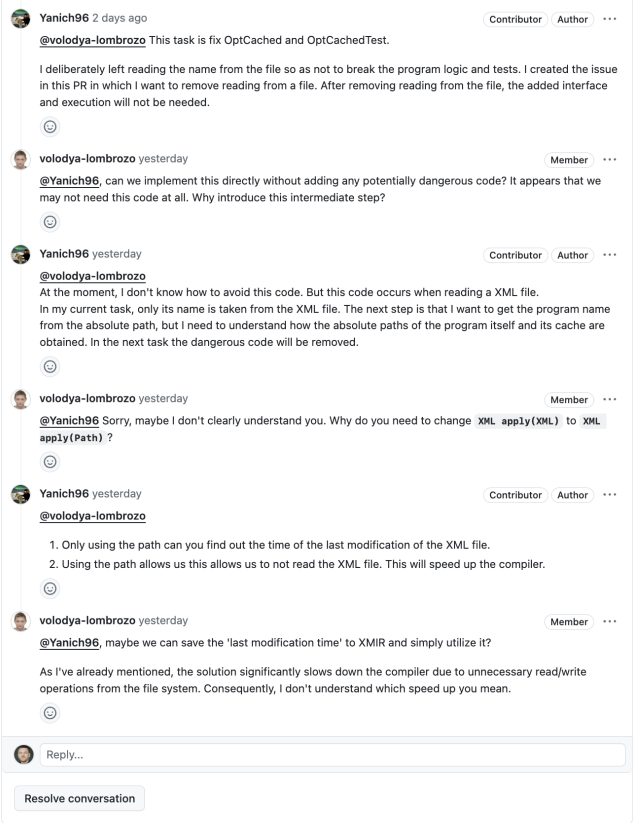 Yanich96 2 days ago
Contributor Author ...
@volodya-lombrozo This task is fix OptCached and OptCachedTest.
I deliberately left reading the name from the file so as not to break the program logic and tests. I created the issue
in this PR in which I want to remove reading from a file. After removing reading from the file, the added interface
and execution will not be needed.
volodya-lombrozo yesterday
Member ...
@Yanich96, can we implement this directly without adding any potentially dangerous code? It appears that we
may not need this code at all. Why introduce this intermediate step?
Yanich96 yesterday
Contributor Author ...
@volodya-lombrozo
At the moment, I don't know how to avoid this code. But this code occurs when reading a XML file.
In my current task, only its name is taken from the XML file. The next step is that I want to get the program name
from the absolute path, but I need to understand how the absolute paths of the program itself and its cache are
obtained. In the next task the dangerous code will be removed.
volodya-lombrozo yesterday
Member ...
@Yanich96 Sorry, maybe I don't clearly understand you. Why do you need to change XML apply(XML) to XML
apply(Path) ?
Yanich96 yesterday
Contributor Author ...
@volodya-lombrozo
1. Only using the path can you find out the time of the last modification of the XML file.
2. Using the path allows us this allows us to not read the XML file. This will speed up the compiler.
volodya-lombrozo yesterday
Member ...
@Yanich96, maybe we can save the 'last modification time' to XMIR and simply utilize it?
As I've already mentioned, the solution significantly slows down the compiler due to unnecessary read/write
operations from the file system. Consequently, I don't understand which speed up you mean.
Reply...
Resolve conversation